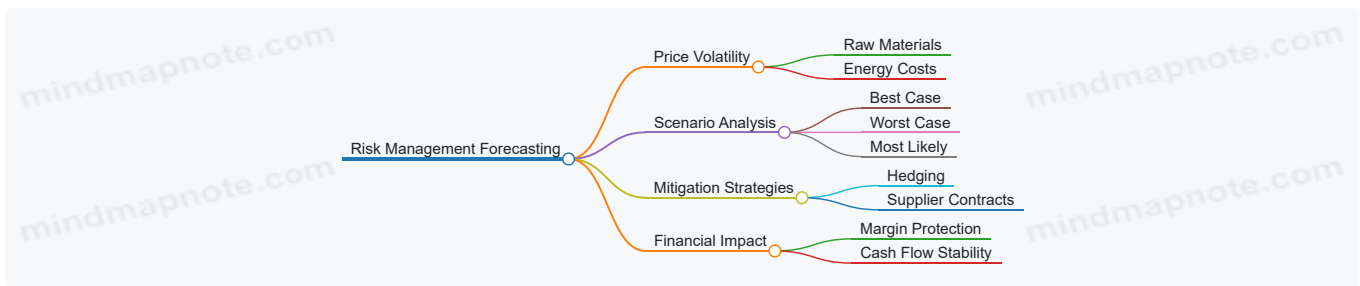 mindmapnote.com
mindmapnote.com
Price Volatility
Raw Materials
Energy Costs
Scenario Analysis
Best Case
Worst Case
Most Likely
Risk Management Forecasting
Mitigation Strategies
Hedging
Supplier Contracts
mindmapnote.com
mindmapnote.com
Financial Impact
Margin Protection
Cash Flow Stability